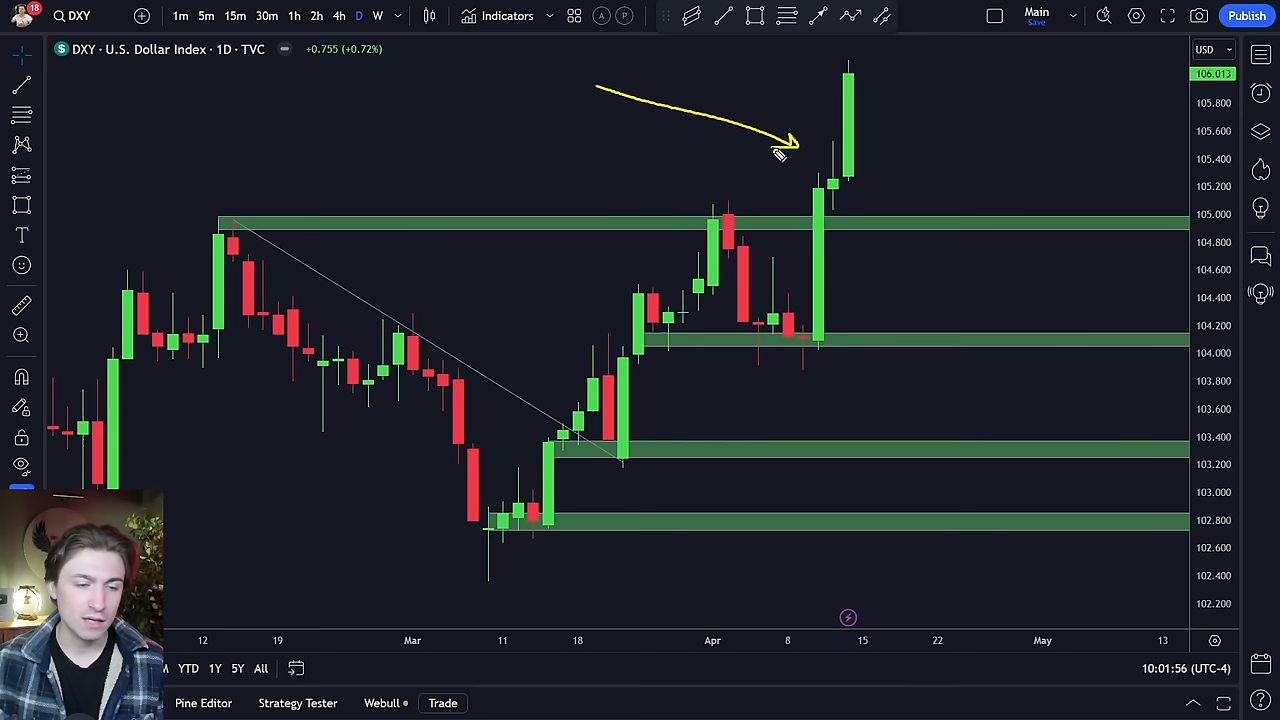 18
DXY
1m 5m 15m 30m 1h 2h 4h D W
Indicators
A P
Main
Save
Publish
$ DXY · U.S. Dollar Index · 1D · TVC +0.755 (+0.72%)
USD
106.013
105.800
105.600
105.400
105.200
105.000
104.800
104.600
104.400
104.200
104.000
103.800
103.600
103.400
103.200
103.000
102.800
102.600
102.400
102.200
12 19 Mar 11 18 Apr 8 15 22 May 13
YTD 1Y 5Y All
10:01:56 (UTC-4)
Pine Editor Strategy Tester Webull Trade